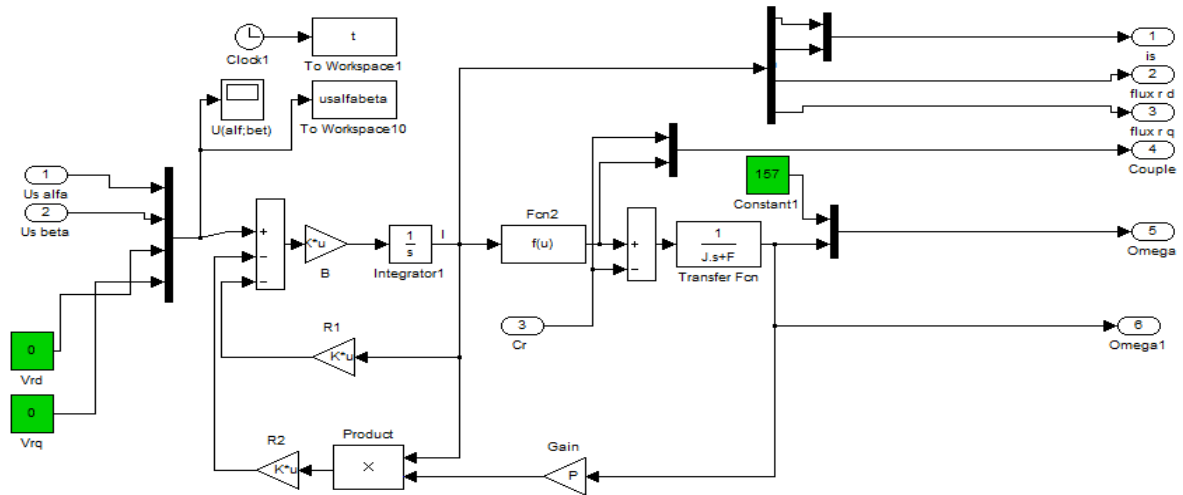 t
Clock1
To Workspace1
usalfabeta
U(alf;bet)
To Workspace10
1
Us alfa
2
Us beta
0
Vrd
0
Vrq
+
−
−
K*u
B
1
s
Integrator1
I
Fcn2
f(u)
+
−
1
J.s+F
Transfer Fcn
3
Cr
R1
K*u
R2
K*u
Product
×
Gain
P
157
Constant1
1
is
2
flux r d
3
flux r q
4
Couple
5
Omega
6
Omega1